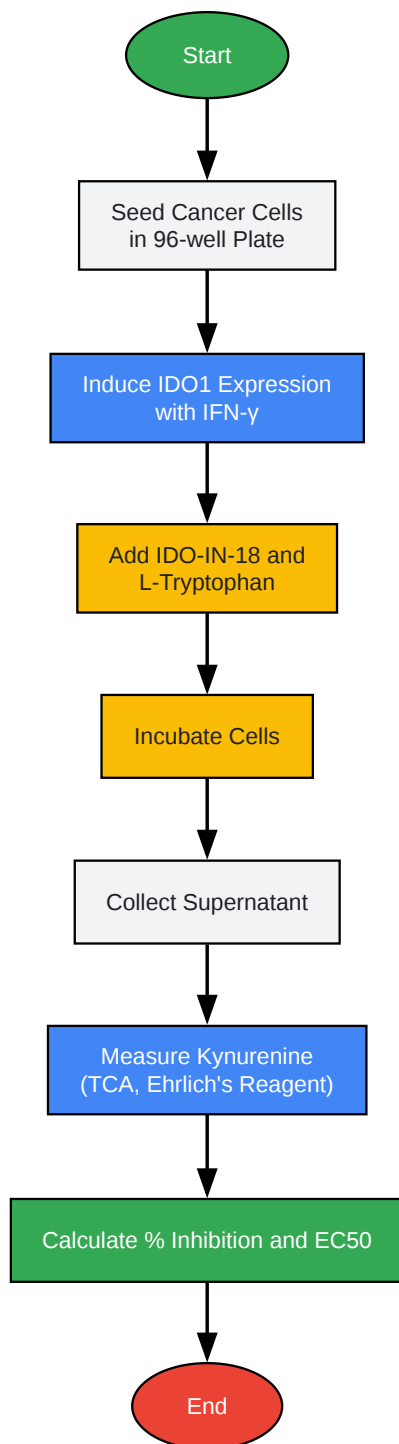 Start
Seed Cancer Cells
in 96-well Plate
Induce IDO1 Expression
with IFN-γ
Add IDO-IN-18 and
L-Tryptophan
Incubate Cells
Collect Supernatant
Measure Kynurenine
(TCA, Ehrlich's Reagent)
Calculate % Inhibition and EC50
End